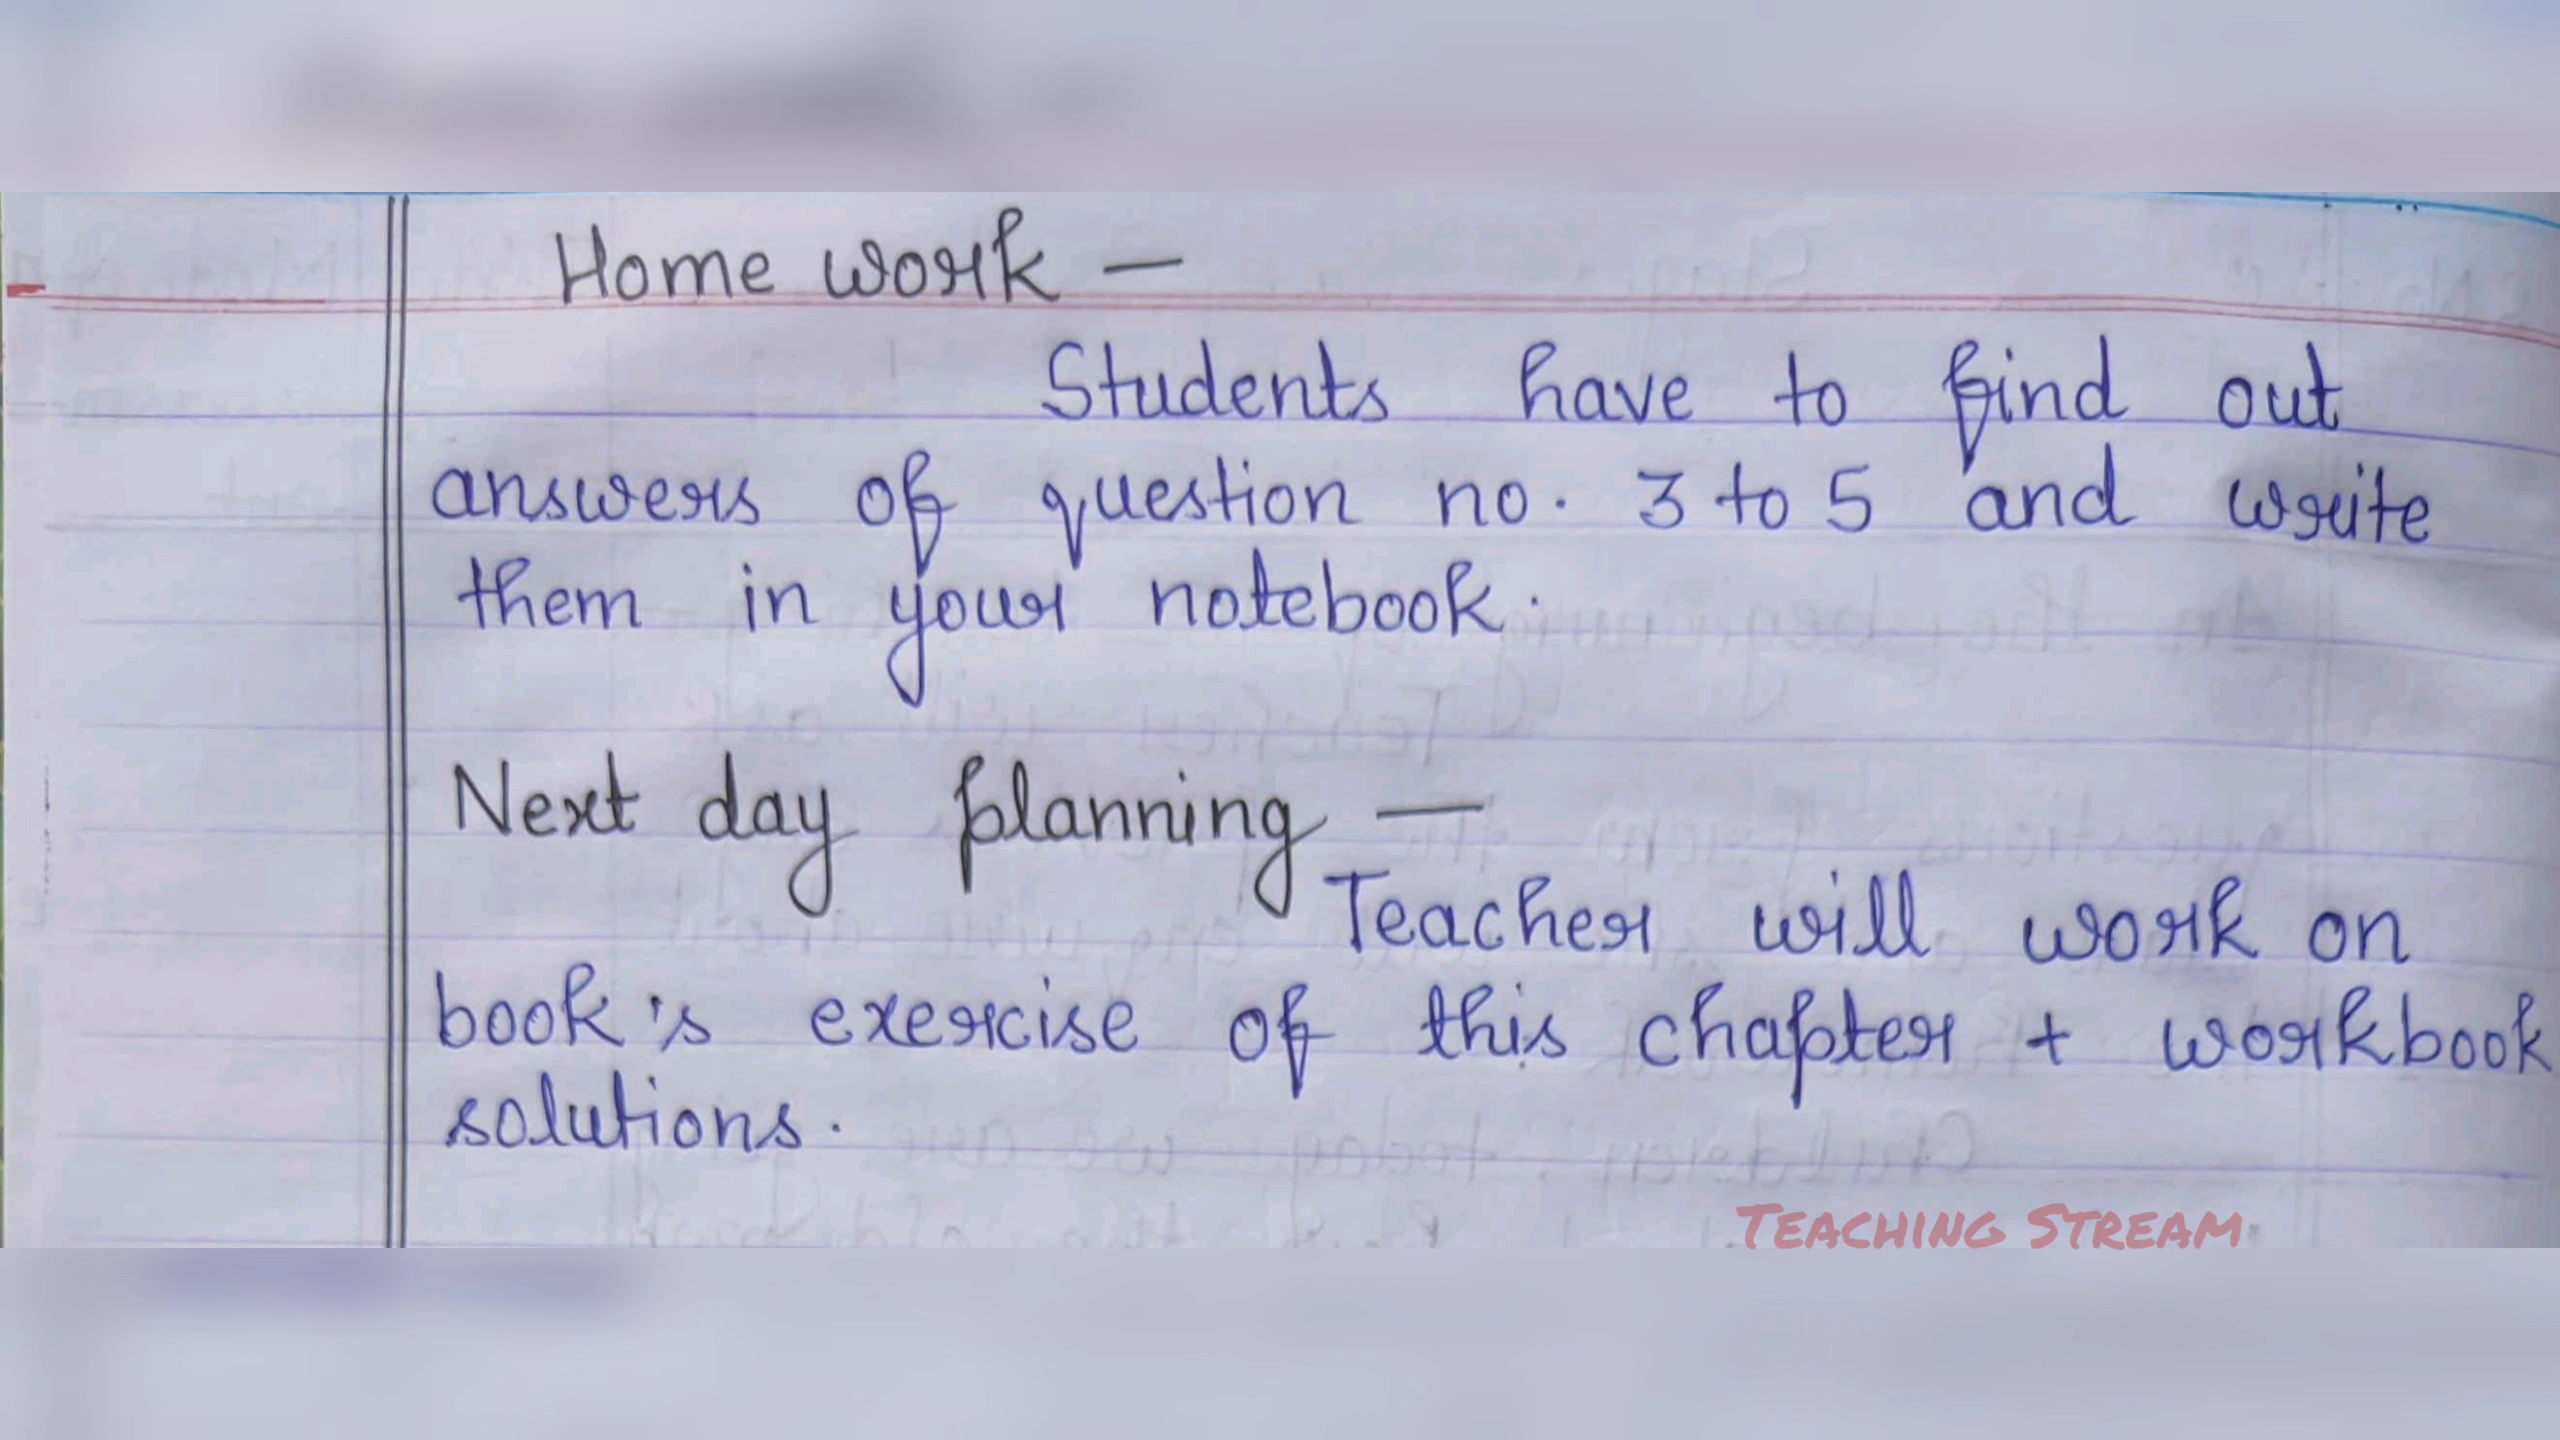 Home work —
Students have to find out
answers of question no. 3 to 5 and write
them in your notebook.
Next day planning —
Teacher will work on
book's exercise of this chapter + workbook
solutions.
TEACHING STREAM